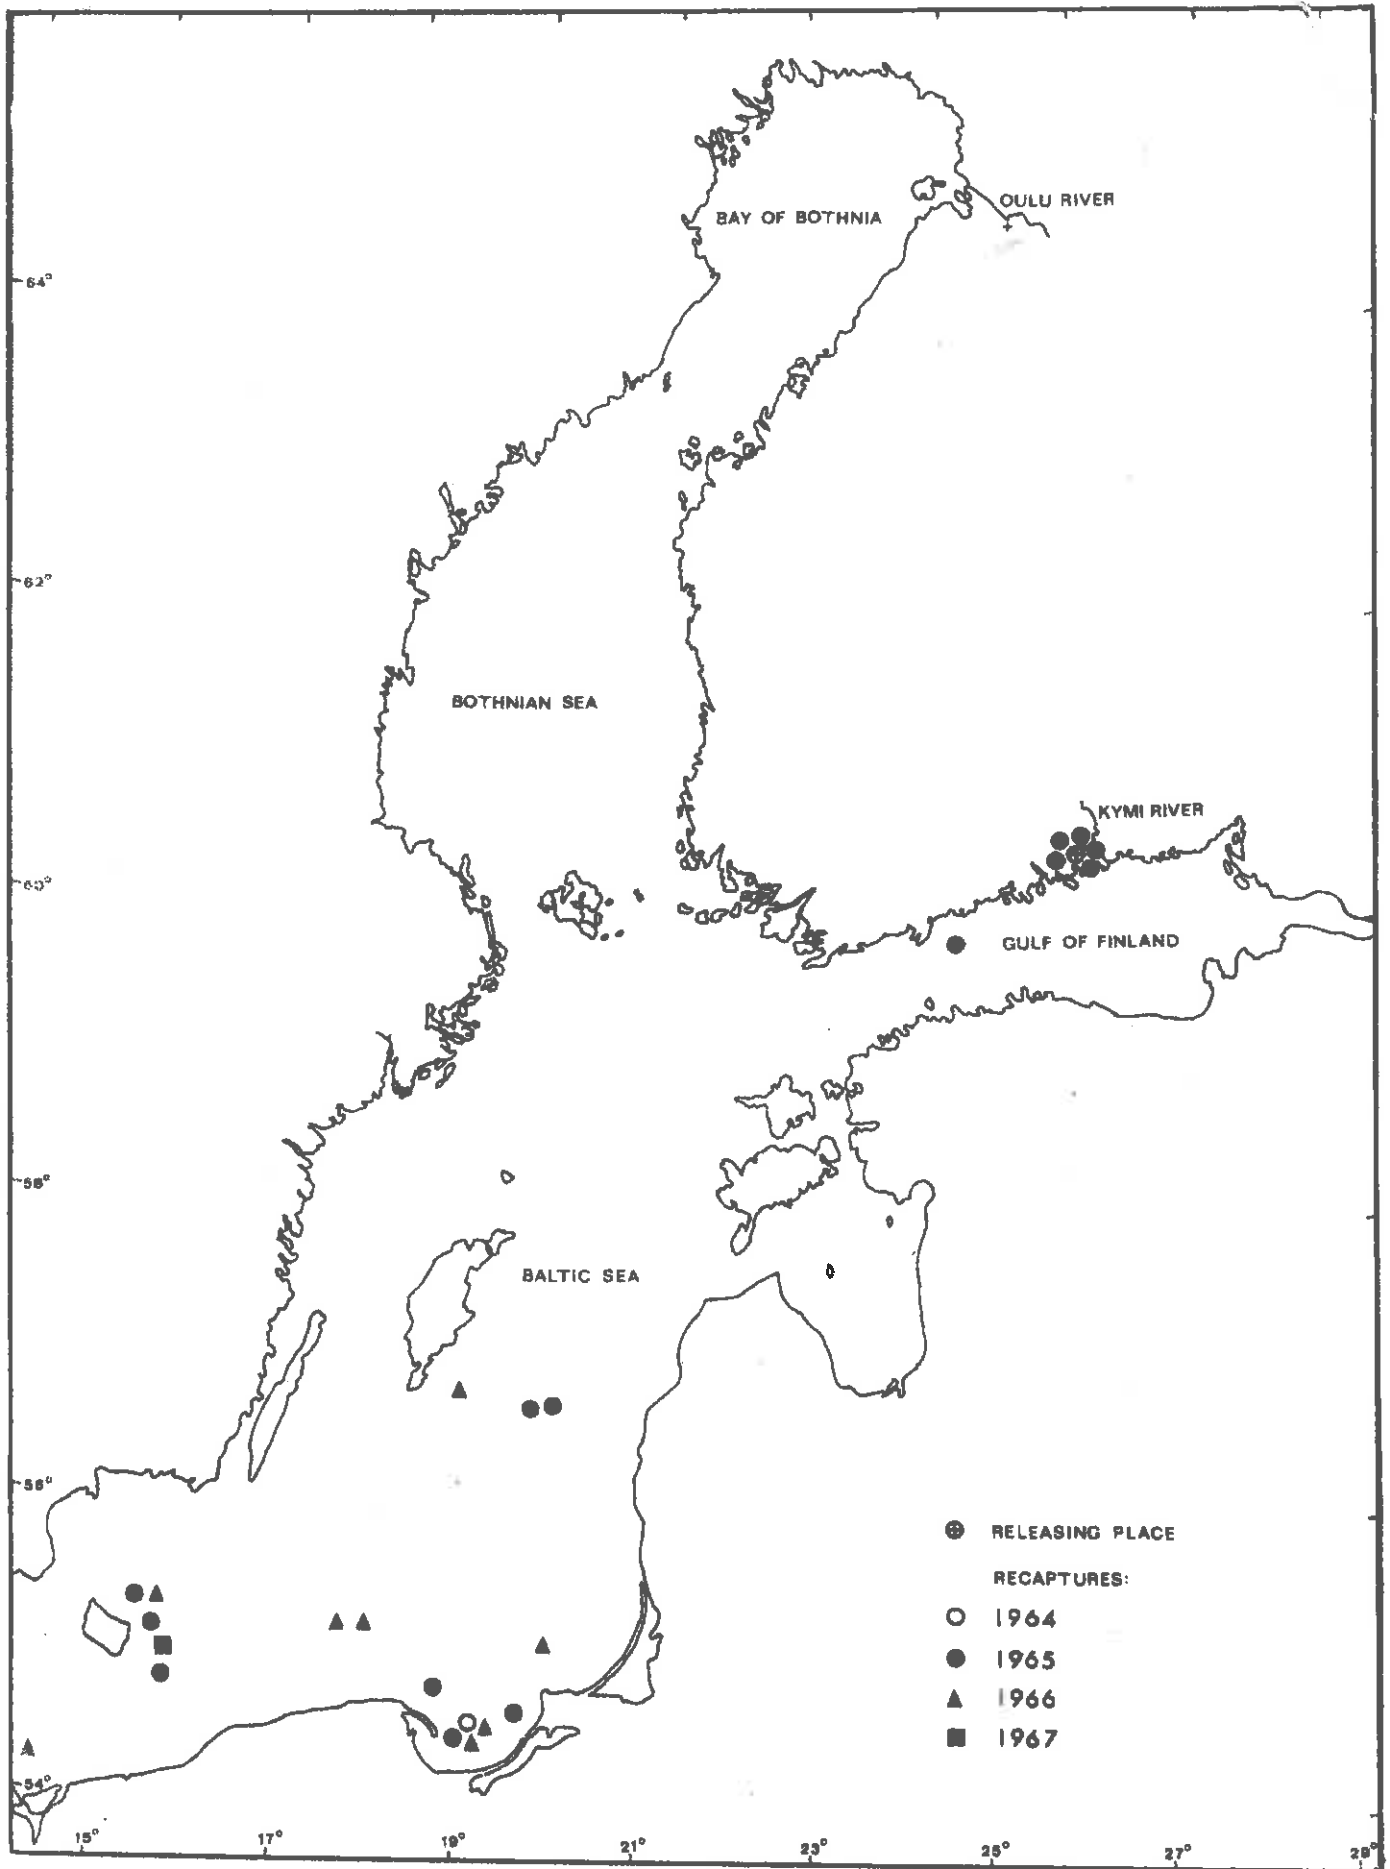 OULU RIVER
BAY OF BOTHNIA
64°
62°
BOTHNIAN SEA
KYMI RIVER
60°
GULF OF FINLAND
58°
BALTIC SEA
56°
RELEASING PLACE
RECAPTURES:
1964
1965
1966
1967
54°
15° 17° 19° 21° 23° 25° 27° 29°